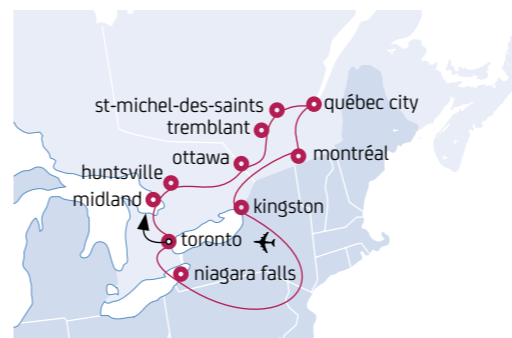 st-michel-des-saints
québec city
tremblant
ottawa
montréal
huntsville
midland
kingston
toronto
niagara falls